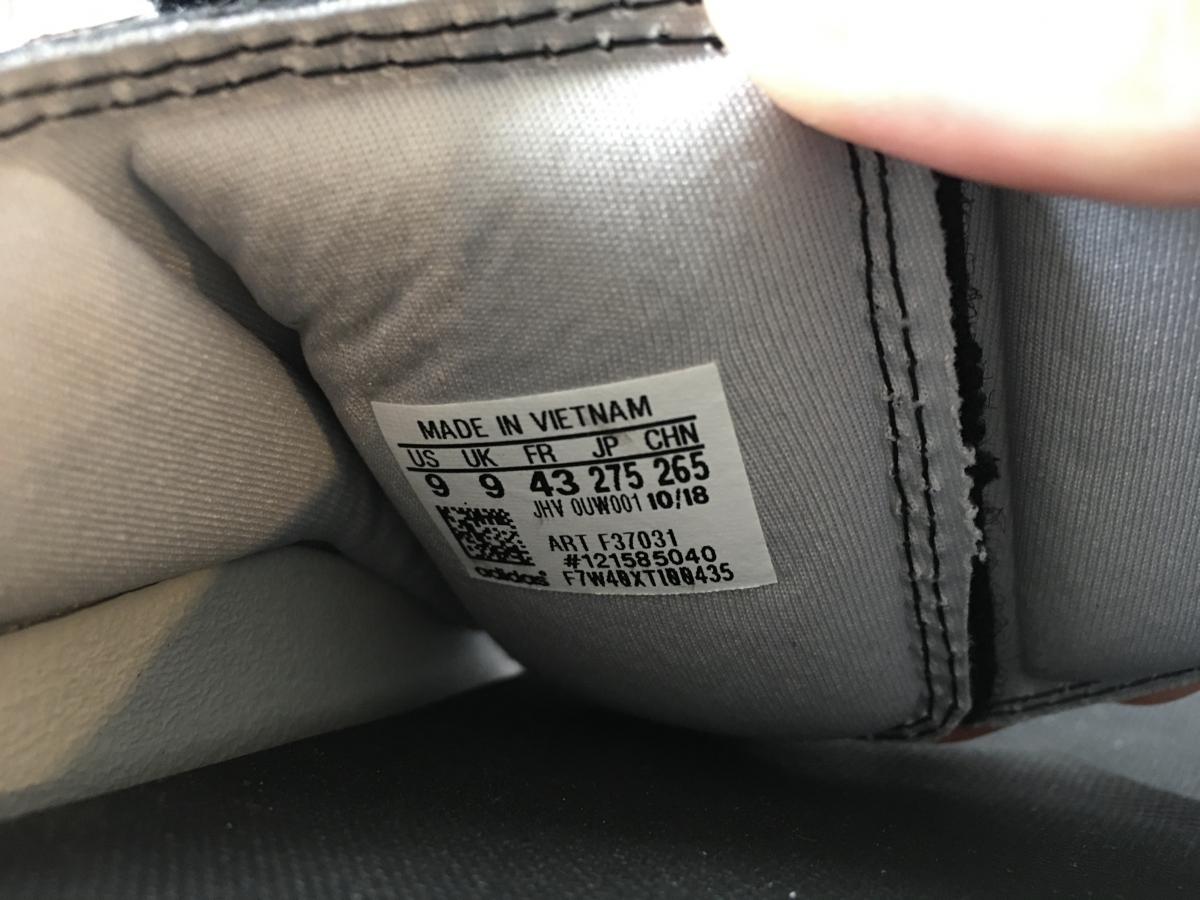 MADE IN VIETNAM
US UK FR JP CHN
9 9 43 275 265
JHV 0UW001 10/18
ART F37031
#121585040
adidas F7W40XTI00435